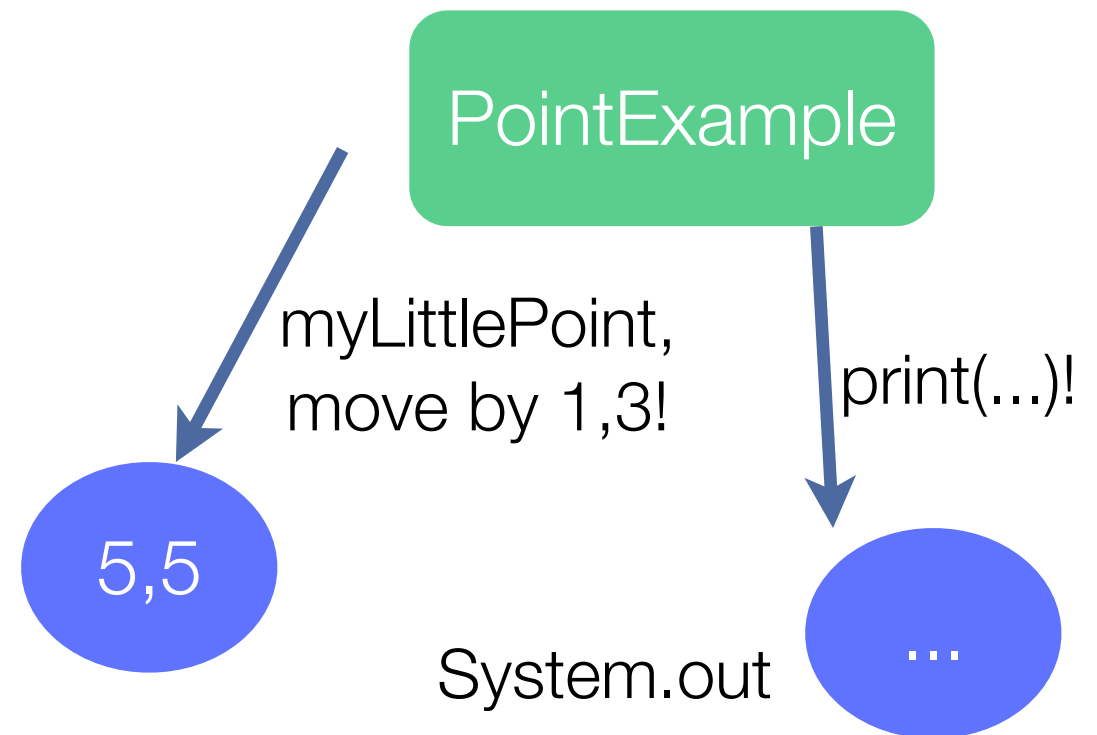 PointExample
myLittlePoint,
move by 1,3!
print(...)!
5,5
...
System.out